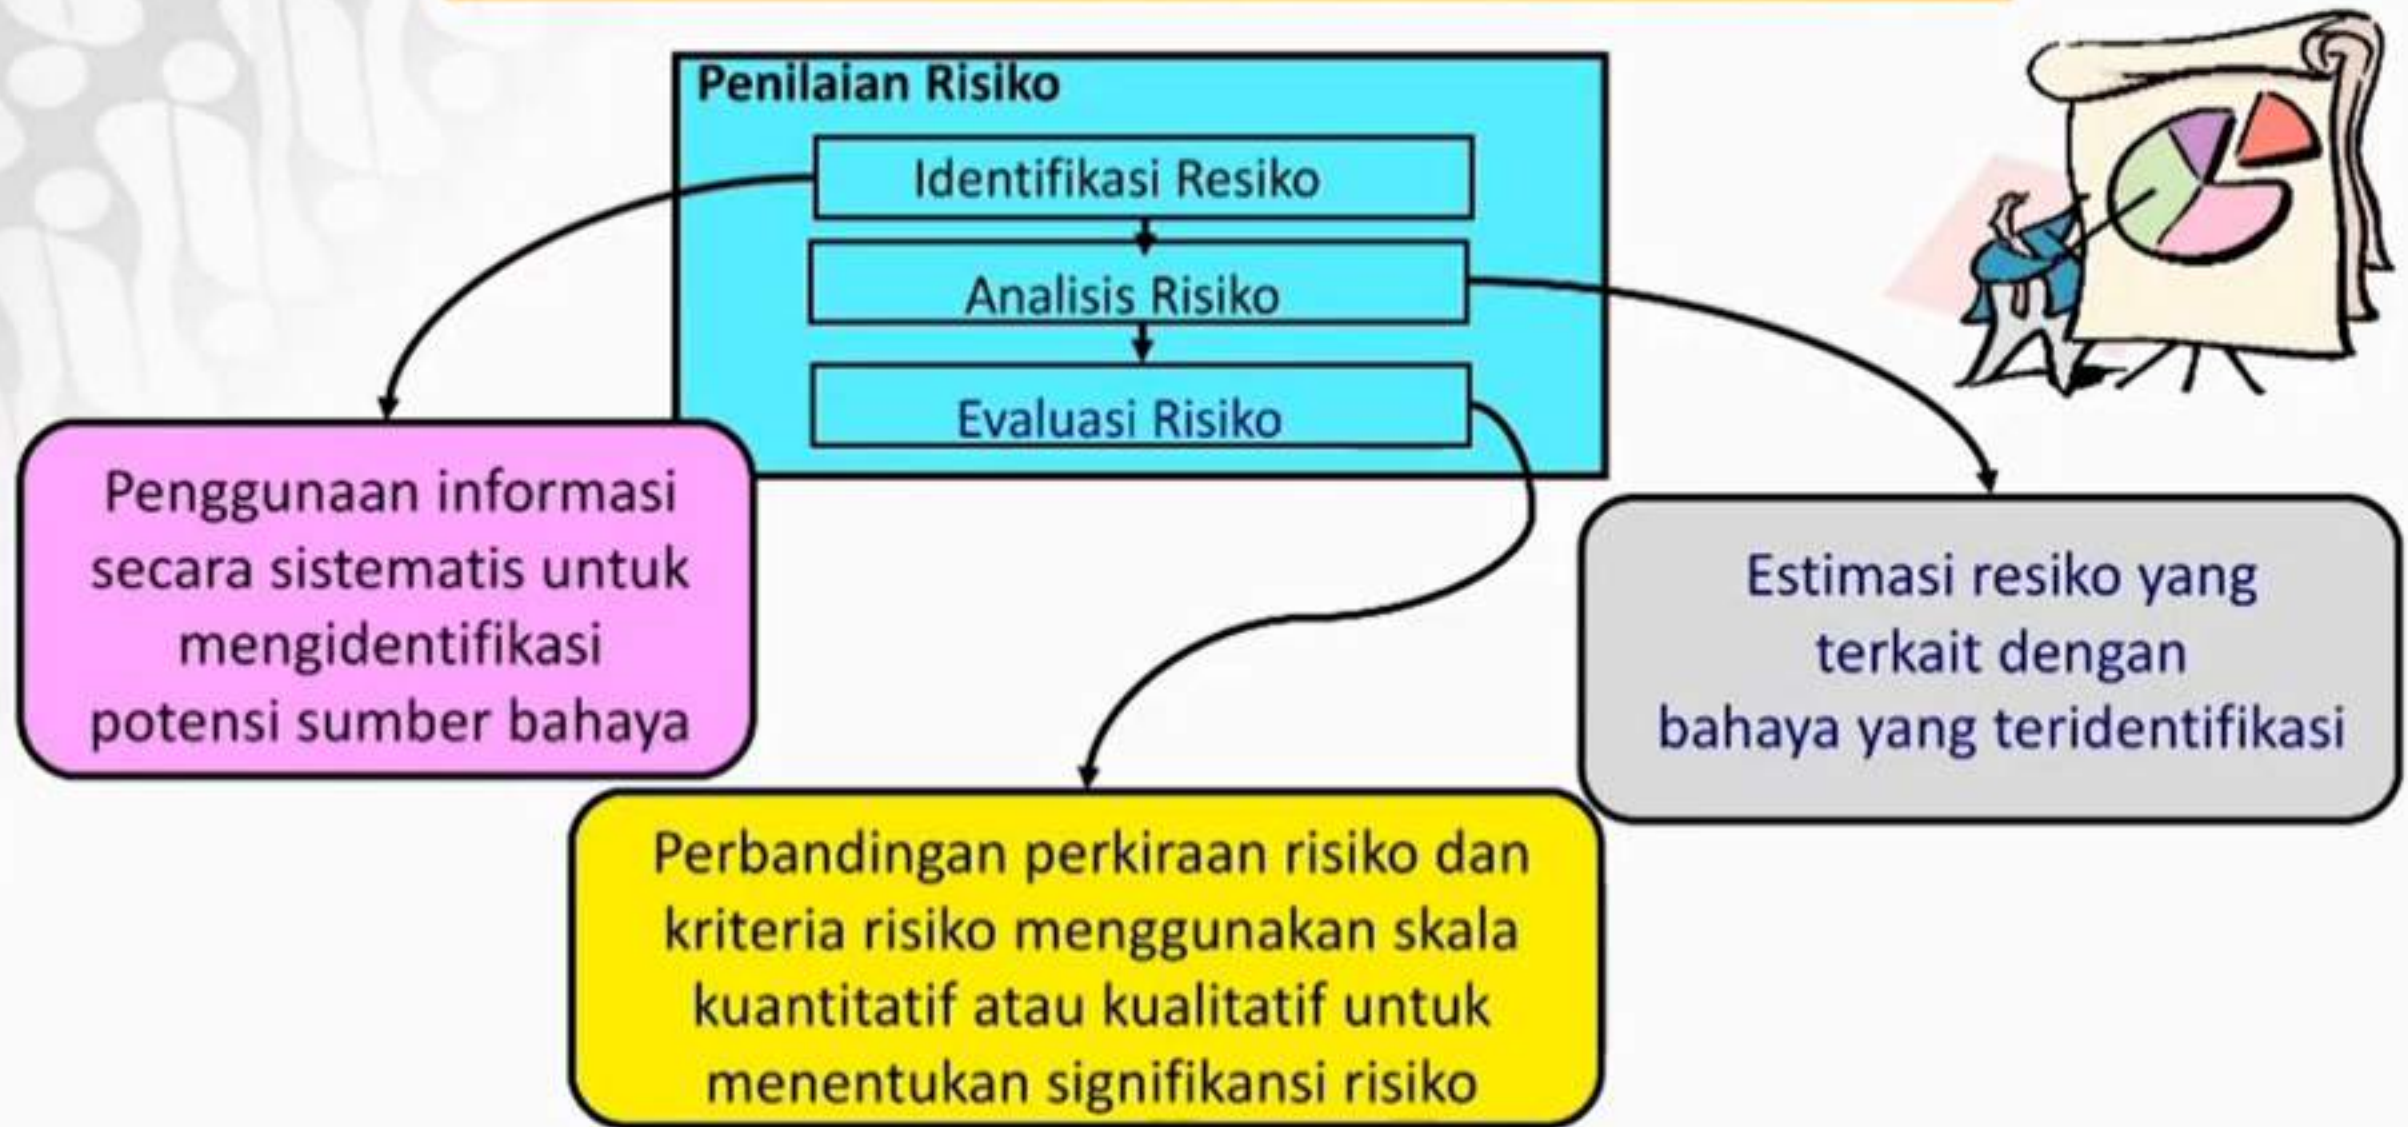 Penilaian Risiko
Identifikasi Resiko
Analisis Risiko
Evaluasi Risiko
Penggunaan informasi
secara sistematis untuk
mengidentifikasi
potensi sumber bahaya
Estimasi resiko yang
terkait dengan
bahaya yang teridentifikasi
Perbandingan perkiraan risiko dan
kriteria risiko menggunakan skala
kuantitatif atau kualitatif untuk
menentukan signifikansi risiko